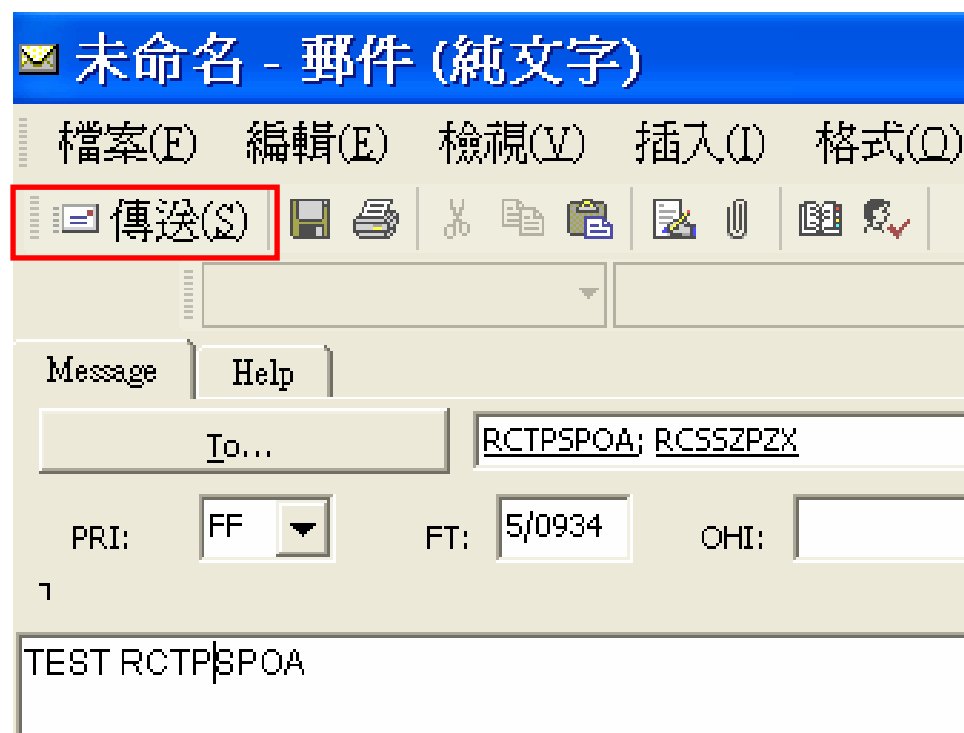 未命名 - 郵件 (純文字)
檔案(F) 編輯(E) 檢視(V) 插入(I) 格式(O)
傳送(S)
Message Help
To... RCTPSPOA; RCSSZPZX
PRI: FF FT: 5/0934 OHI:
TEST RCTPSPOA